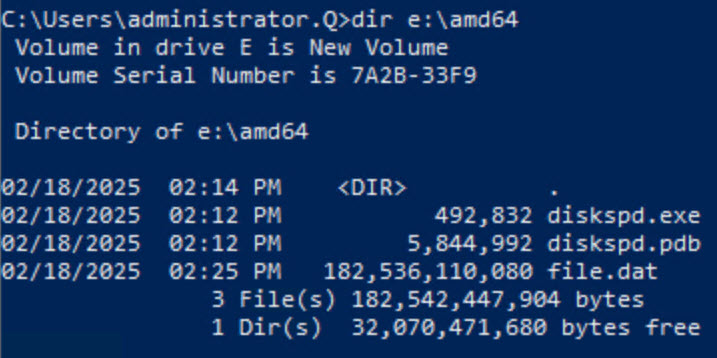 C:\Users\administrator.Q>dir e:\amd64
 Volume in drive E is New Volume
 Volume Serial Number is 7A2B-33F9

 Directory of e:\amd64

02/18/2025  02:14 PM    <DIR>          .
02/18/2025  02:12 PM           492,832 diskspd.exe
02/18/2025  02:12 PM         5,844,992 diskspd.pdb
02/18/2025  02:25 PM   182,536,110,080 file.dat
               3 File(s) 182,542,447,904 bytes
               1 Dir(s)  32,070,471,680 bytes free